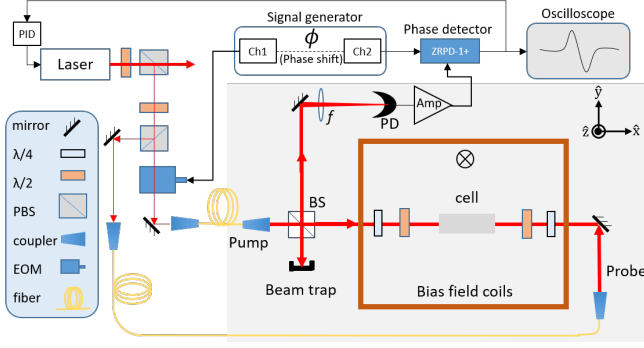 Signal generator
Phase detector
Oscilloscope
PID
Laser
Ch1
ϕ
(Phase shift)
Ch2
ZRPD-1+
mirror
λ/4
λ/2
PBS
coupler
EOM
fiber
f
PD
Amp
ŷ
ẑ
x̂
BS
cell
Pump
Beam trap
Bias field coils
Probe